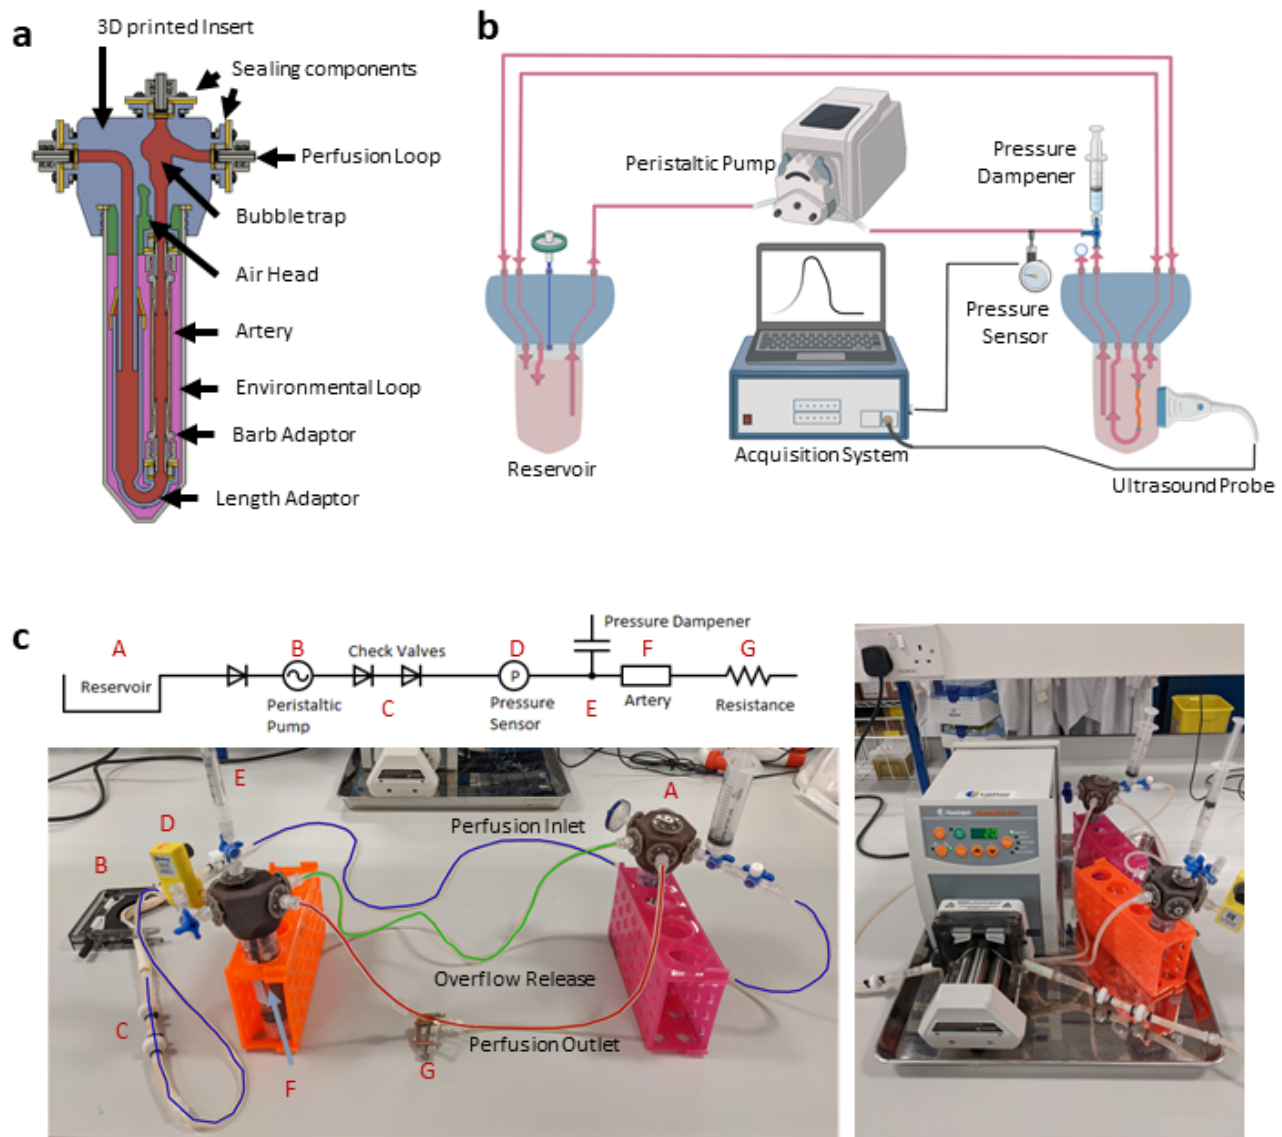 a
3D printed Insert
Sealing components
Perfusion Loop
Bubble trap
Air Head
Artery
Environmental Loop
Barb Adaptor
Length Adaptor
b
Peristaltic Pump
Pressure
Dampener
Pressure
Sensor
Reservoir
Acquisition System
Ultrasound Probe
c
A
Reservoir
B
Peristaltic
Pump
Check Valves
C
D
P
Pressure
Sensor
Pressure Dampener
E
F
Artery
G
Resistance
E
D
B
C
F
G
A
Perfusion Inlet
Overflow Release
Perfusion Outlet